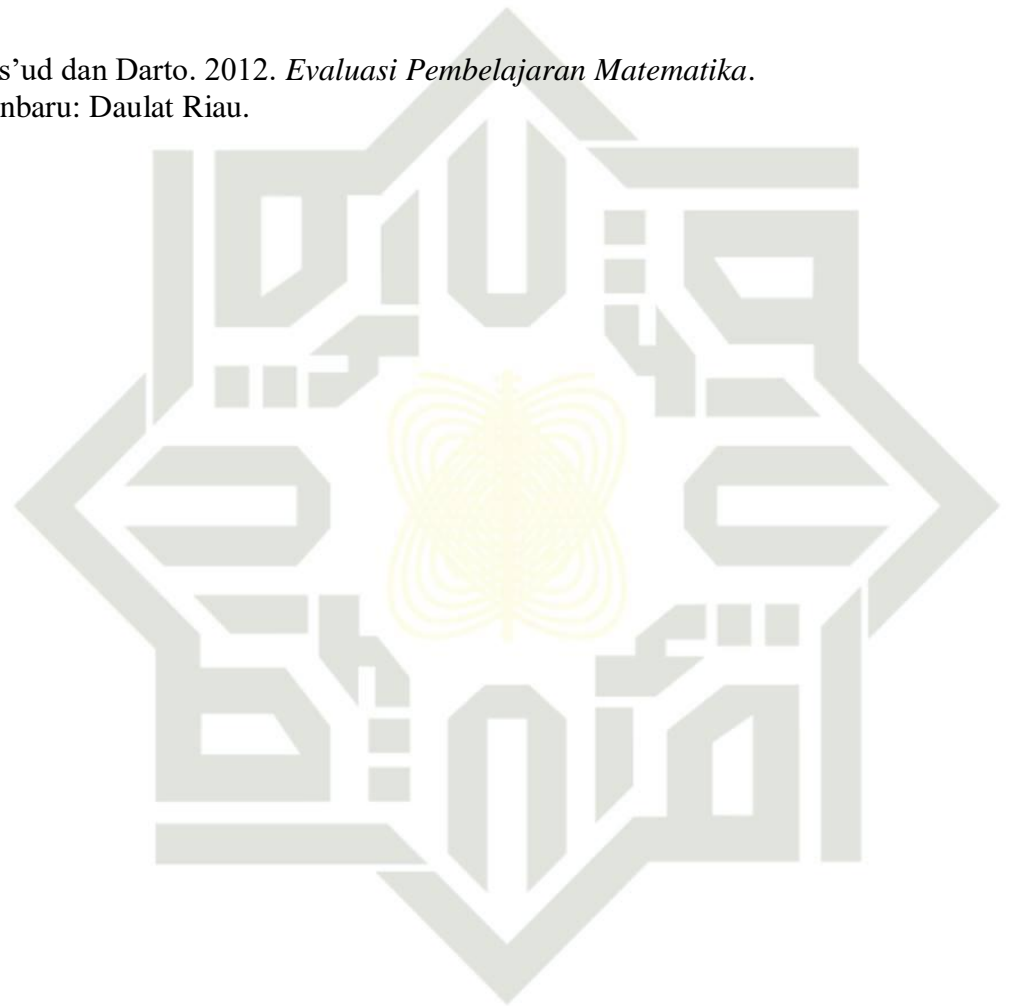 s’ud dan Darto. 2012. Evaluasi Pembelajaran Matematika.
nbaru: Daulat Riau.